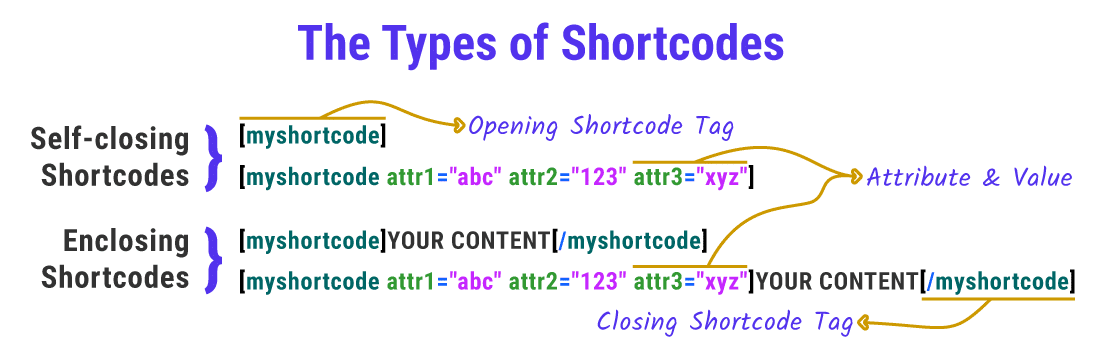 The Types of Shortcodes
Self-closing
Shortcodes
[myshortcode]
Opening Shortcode Tag
[myshortcode attr1="abc" attr2="123" attr3="xyz"]
Attribute & Value
Enclosing
Shortcodes
[myshortcode]YOUR CONTENT[/myshortcode]
[myshortcode attr1="abc" attr2="123" attr3="xyz"]YOUR CONTENT[/myshortcode]
Closing Shortcode Tag